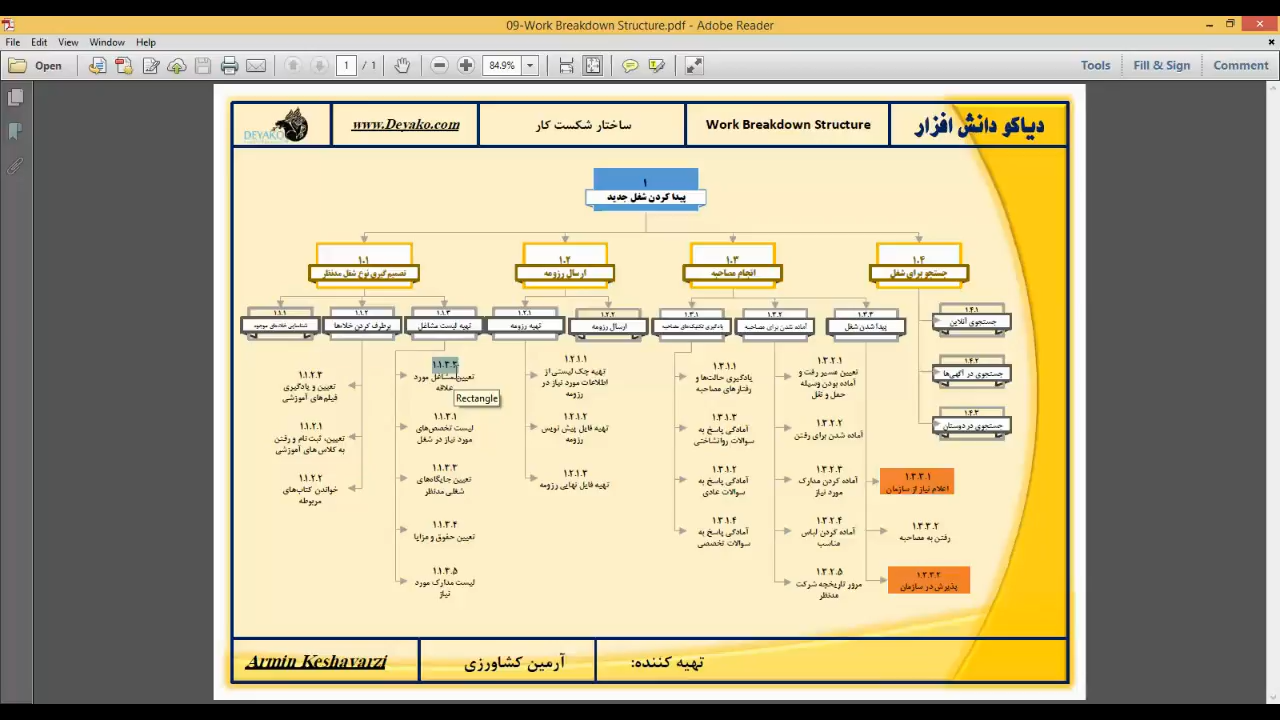 09-Work Breakdown Structure.pdf - Adobe Reader
File Edit View Window Help
Open 1 / 1 84.9% Tools Fill & Sign Comment
DEYAKO
www.Deyako.com
ساختار شکست کار
Work Breakdown Structure
دیاکو دانش افزار
۱
پیدا کردن شغل جدید
۱.۱
تصمیم گیری نوع شغل مدنظر
۱.۲
ارسال رزومه
۱.۳
انجام مصاحبه
۱.۴
جستجو برای شغل
۱.۱.۱
شناسایی خلاءهای موجود
۱.۱.۲
برطرف کردن خلاءها
۱.۱.۳
تهیه لیست مشاغل
۱.۲.۱
تهیه رزومه
۱.۲.۲
ارسال رزومه
۱.۳.۱
یادگیری تکنیک‌های مصاحبه
۱.۳.۲
آماده شدن برای مصاحبه
۱.۳.۳
پیدا شدن شغل
۱.۴.۱
جستجوی آنلاین
۱.۴.۲
جستجوی در آگهی‌ها
۱.۴.۳
جستجوی در دوستان
۱.۱.۲.۳
تعیین و یادگیری
فیلم‌های آموزشی
۱.۱.۲.۱
تعیین، ثبت نام و رفتن
به کلاس های آموزشی
۱.۱.۲.۲
خواندن کتاب‌های
مربوطه
۱.۱.۳.۲
تعیین مشاغل مورد
علاقه
Rectangle
۱.۱.۳.۱
لیست تخصص‌های
مورد نیاز در شغل
۱.۱.۳.۳
تعیین جایگاه‌های
شغلی مدنظر
۱.۱.۳.۴
تعیین حقوق و مزایا
۱.۱.۳.۵
لیست مدارک مورد
نیاز
۱.۲.۱.۱
تهیه چک لیستی از
اطلاعات مورد نیاز در
رزومه
۱.۲.۱.۲
تهیه فایل پیش نویس
رزومه
۱.۲.۱.۳
تهیه فایل نهایی رزومه
۱.۳.۱.۱
یادگیری حالت‌ها و
رفتارهای مصاحبه
۱.۳.۱.۳
آمادگی پاسخ به
سوالات روانشناختی
۱.۳.۱.۲
آمادگی پاسخ به
سوالات عادی
۱.۳.۱.۴
آمادگی پاسخ به
سوالات تخصصی
۱.۳.۲.۱
تعیین مسیر رفت و
آماده بودن وسیله
حمل و نقل
۱.۳.۲.۲
آماده شدن برای رفتن
۱.۳.۲.۳
آماده کردن مدارک
مورد نیاز
۱.۳.۲.۴
آماده کردن لباس
مناسب
۱.۳.۲.۵
مرور تاریخچه شرکت
مدنظر
۱.۳.۳.۱
اعلام نیاز از سازمان
۱.۳.۳.۲
رفتن به مصاحبه
۱.۳.۳.۳
پذیرش در سازمان
Armin Keshavarzi
آرمین کشاورزی
تهیه کننده: